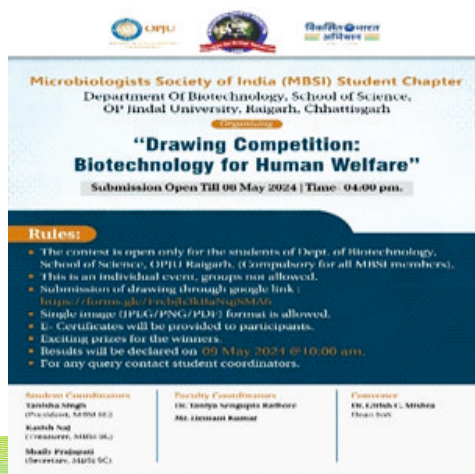 OPJU
विकसित भारत
अभियान
Microbiologists Society of India (MBSI) Student Chapter
Department Of Biotechnology, School of Science,
OP Jindal University, Raigarh, Chhattisgarh
Organizing
“Drawing Competition:
Biotechnology for Human Welfare”
Submission Open Till 08 May 2024 | Time- 04:00 pm.
Rules:
The contest is open only for the students of Dept. of Biotechnology,
School of Science, OPJU Raigarh. (Compulsory for all MBSI members).
This is an individual event, groups not allowed.
Submission of drawing through google link :
Single image (JPEG/PNG/PDF) format is allowed.
E- Certificates will be provided to participants.
Exciting prizes for the winners.
Results will be declared on 09 May 2024 @10:00 am.
For any query contact student coordinators.
Student Coordinators
Tanisha Singh
(President, MBSI SC)
Kavish Naj
(Treasurer, MBSI SC)
Prajapati
(Secretary, MBSI SC)
Faculty Coordinators
Dr. Taniya Sengupta Rathore
Mr. Hemant Kumar
Convener
Dr. Girish C. Mishra
Dean SoS